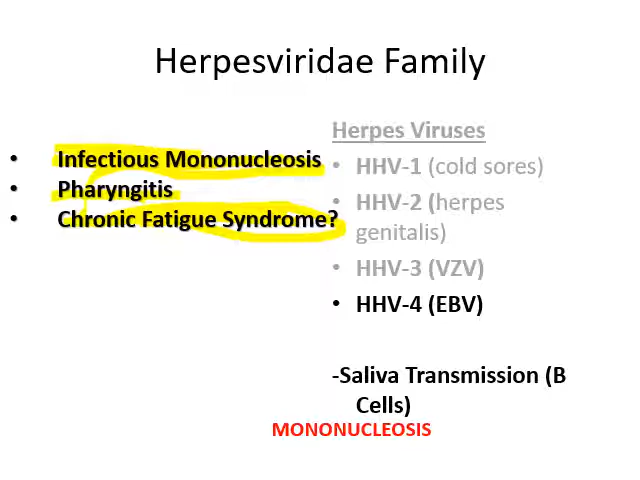 Herpesviridae Family
• Infectious Mononucleosis
• Pharyngitis
• Chronic Fatigue Syndrome?
Herpes Viruses
• HHV-1 (cold sores)
• HHV-2 (herpes
genitalis)
• HHV-3 (VZV)
• HHV-4 (EBV)
-Saliva Transmission (B
Cells)
MONONUCLEOSIS